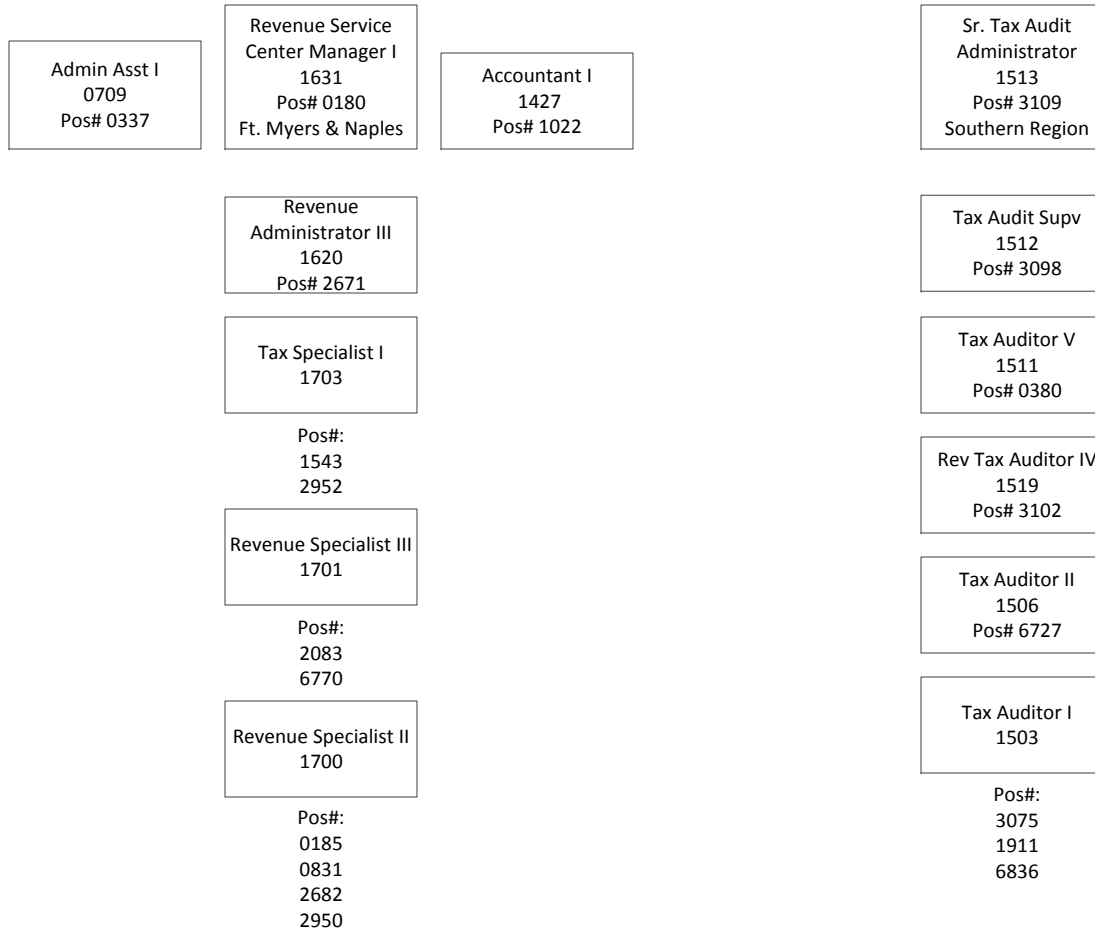 Admin Asst I
0709
Pos# 0337
Revenue Service
Center Manager I
1631
Pos# 0180
Ft. Myers & Naples
Accountant I
1427
Pos# 1022
Sr. Tax Audit
Administrator
1513
Pos# 3109
Southern Region
Revenue
Administrator III
1620
Pos# 2671
Tax Specialist I
1703
Pos#:
1543
2952
Revenue Specialist III
1701
Pos#:
2083
6770
Revenue Specialist II
1700
Pos#:
0185
0831
2682
2950
Tax Audit Supv
1512
Pos# 3098
Tax Auditor V
1511
Pos# 0380
Rev Tax Auditor IV
1519
Pos# 3102
Tax Auditor II
1506
Pos# 6727
Tax Auditor I
1503
Pos#:
3075
1911
6836